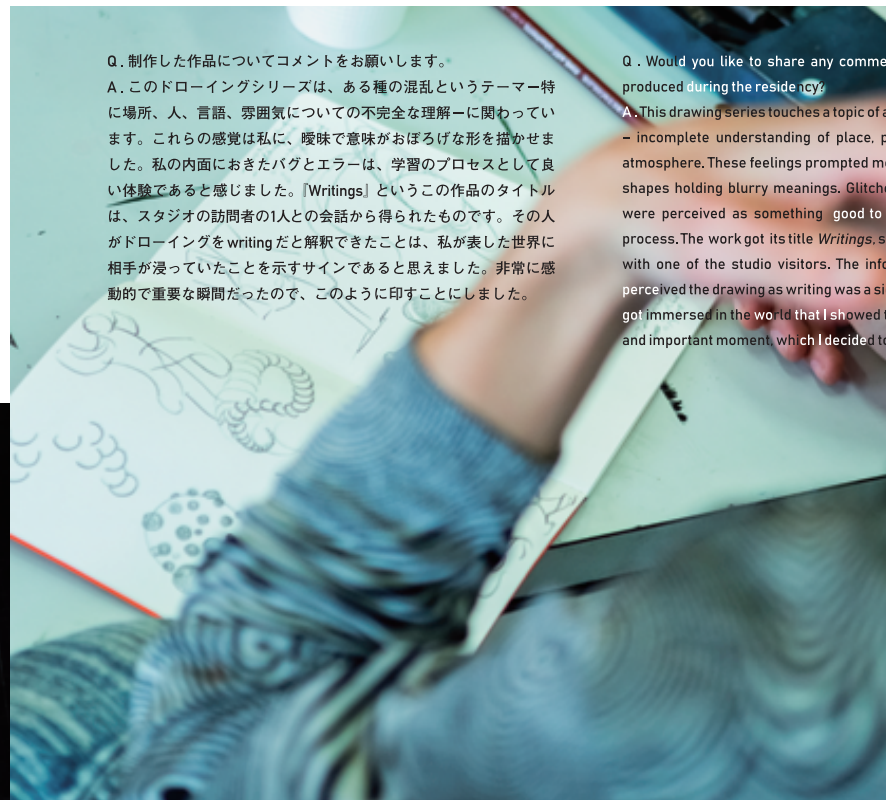 Q . 制作した作品についてコメントをお願いします。
A . このドローイングシリーズは、ある種の混乱というテーマー特
に場所、人、言語、雰囲気についての不完全な理解ーに関わってい
ます。これらの感覚は私に、曖昧で意味がおぼろげな形を描かせま
した。私の内面におきたバグとエラーは、学習のプロセスとして良
い体験であると感じました。『Writings』というこの作品のタイトル
は、スタジオの訪問者の1人との会話から得られたものです。その人
がドローイングをwritingだと解釈できたことは、私が表した世界に
相手が浸っていたことを示すサインであると思えました。非常に感
動的で重要な瞬間だったので、このように印すことにしました。
Q . Would you like to share any comme
produced during the residency?
A . This drawing series touches a topic of a
– incomplete understanding of place, p
atmosphere. These feelings prompted me
shapes holding blurry meanings. Glitche
were perceived as something good to
process. The work got its title Writings, s
with one of the studio visitors. The info
perceived the drawing as writing was a si
got immersed in the world that I showed t
and important moment, which I decided to